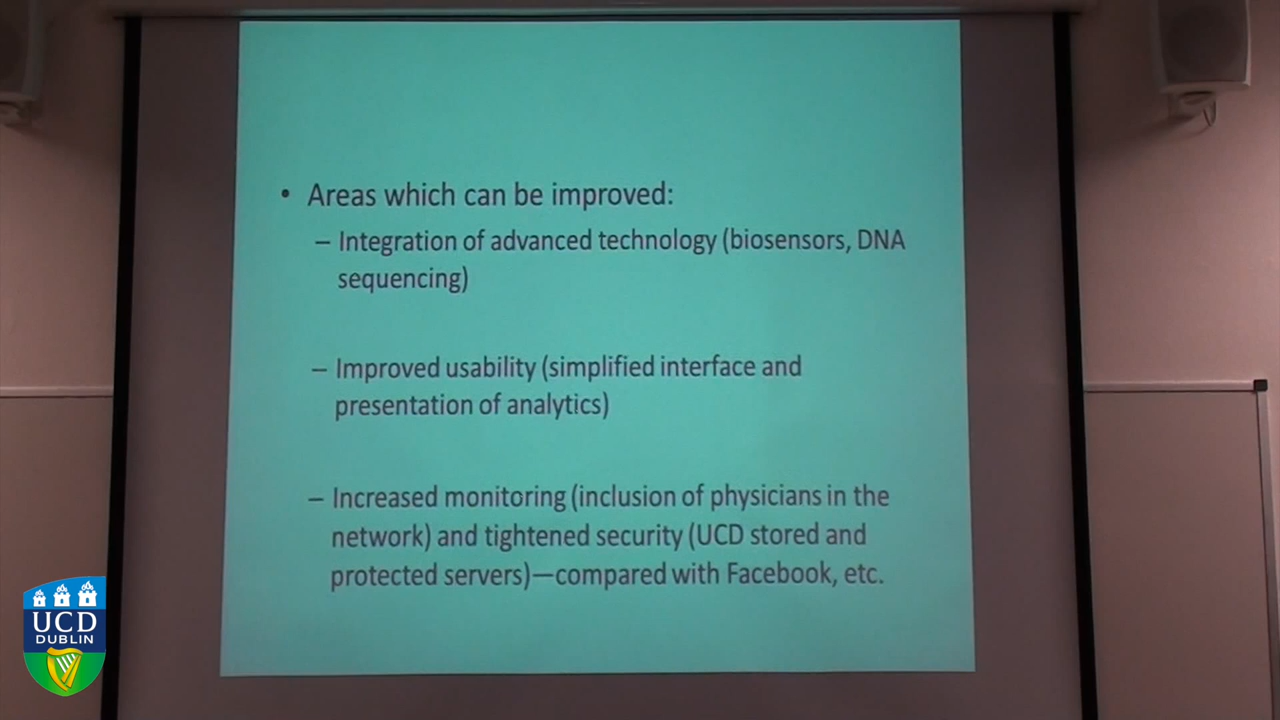 • Areas which can be improved:
– Integration of advanced technology (biosensors, DNA
sequencing)
– Improved usability (simplified interface and
presentation of analytics)
– Increased monitoring (inclusion of physicians in the
network) and tightened security (UCD stored and
protected servers)—compared with Facebook, etc.
UCD
DUBLIN